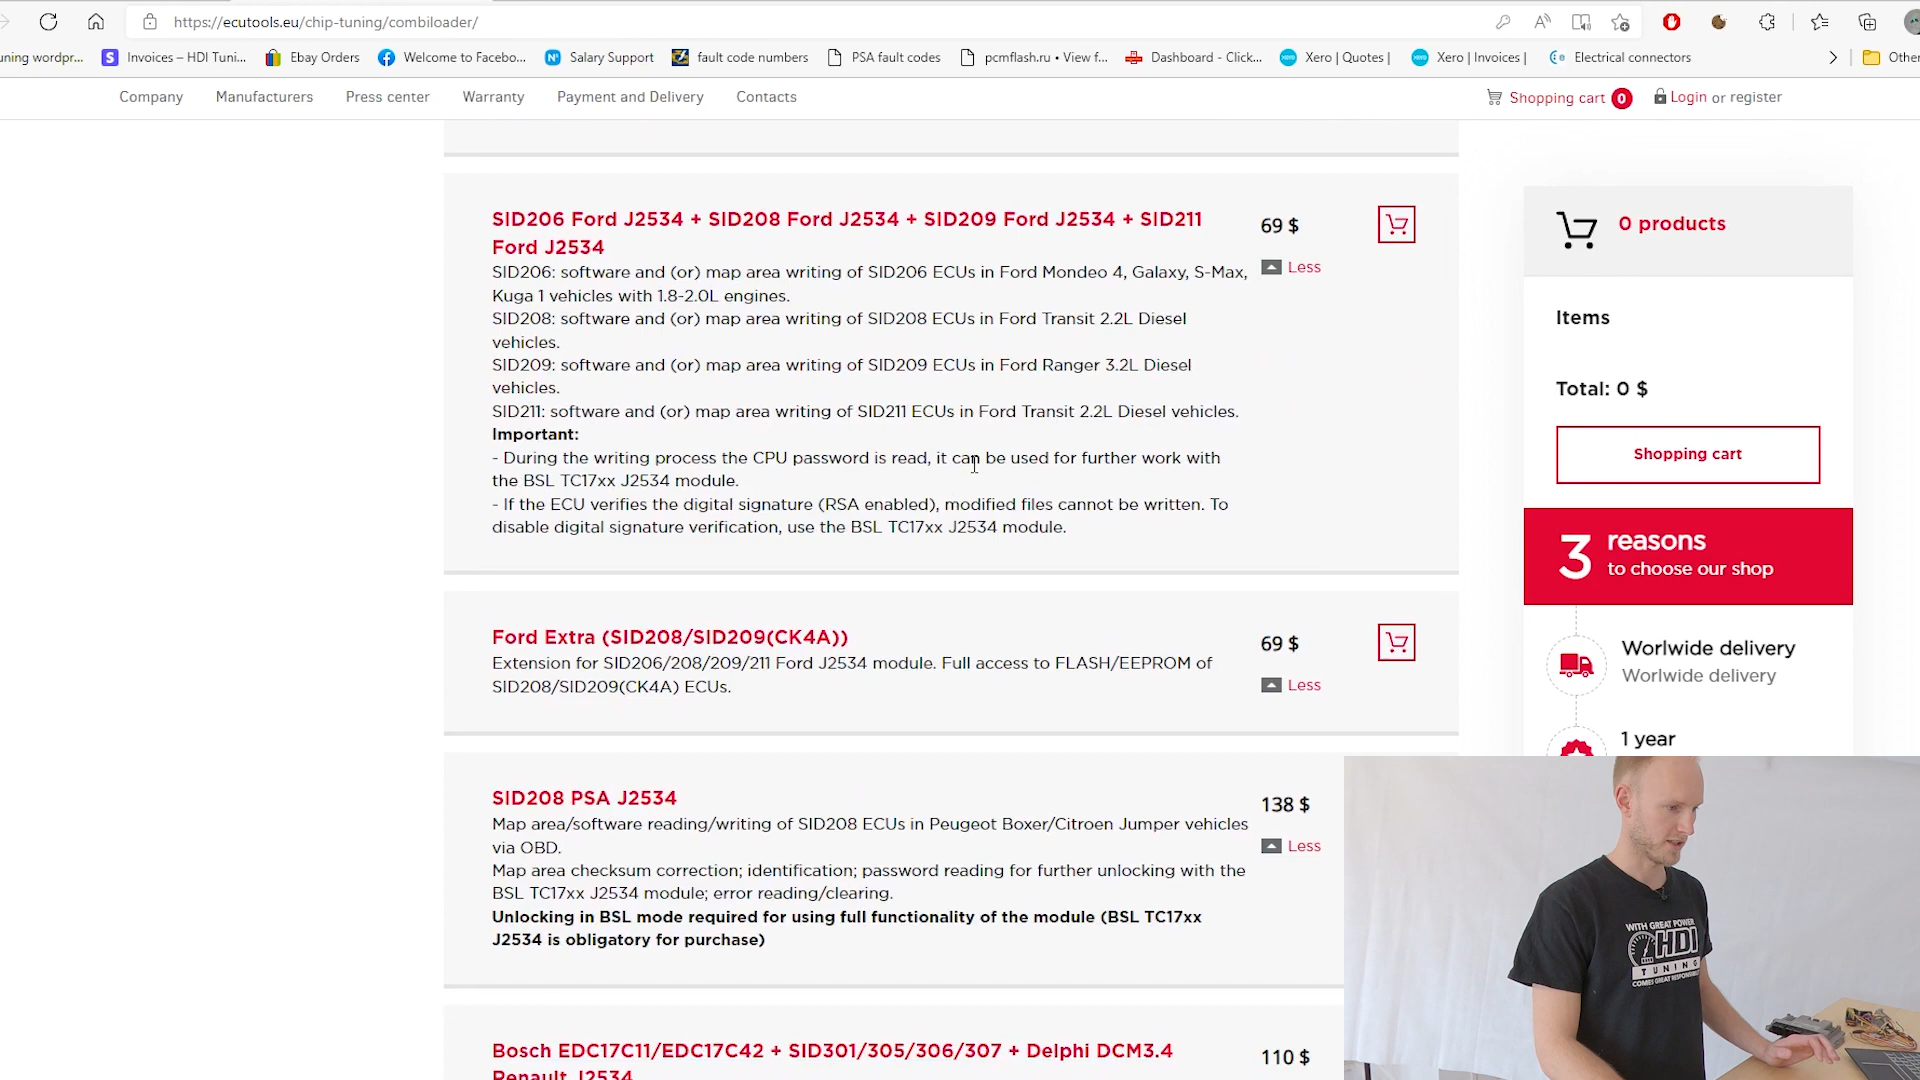 https://ecutools.eu/chip-tuning/combiloader/
uning wordpr...
Invoices – HDI Tuni...
Ebay Orders
Welcome to Facebo...
Salary Support
fault code numbers
PSA fault codes
pcmflash.ru • View f...
Dashboard - Click...
Xero | Quotes |
Xero | Invoices |
Electrical connectors
Other
Company
Manufacturers
Press center
Warranty
Payment and Delivery
Contacts
Shopping cart 0
Login or register
SID206 Ford J2534 + SID208 Ford J2534 + SID209 Ford J2534 + SID211
Ford J2534
69 $
Less
SID206: software and (or) map area writing of SID206 ECUs in Ford Mondeo 4, Galaxy, S-Max,
Kuga 1 vehicles with 1.8-2.0L engines.
SID208: software and (or) map area writing of SID208 ECUs in Ford Transit 2.2L Diesel
vehicles.
SID209: software and (or) map area writing of SID209 ECUs in Ford Ranger 3.2L Diesel
vehicles.
SID211: software and (or) map area writing of SID211 ECUs in Ford Transit 2.2L Diesel vehicles.
Important:
- During the writing process the CPU password is read, it can be used for further work with
the BSL TC17xx J2534 module.
- If the ECU verifies the digital signature (RSA enabled), modified files cannot be written. To
disable digital signature verification, use the BSL TC17xx J2534 module.
Ford Extra (SID208/SID209(CK4A))
69 $
Less
Extension for SID206/208/209/211 Ford J2534 module. Full access to FLASH/EEPROM of
SID208/SID209(CK4A) ECUs.
SID208 PSA J2534
138 $
Less
Map area/software reading/writing of SID208 ECUs in Peugeot Boxer/Citroen Jumper vehicles
via OBD.
Map area checksum correction; identification; password reading for further unlocking with the
BSL TC17xx J2534 module; error reading/clearing.
Unlocking in BSL mode required for using full functionality of the module (BSL TC17xx
J2534 is obligatory for purchase)
Bosch EDC17C11/EDC17C42 + SID301/305/306/307 + Delphi DCM3.4
Renault J2534
110 $
0 products
Items
Total: 0 $
Shopping cart
3 reasons
to choose our shop
Worlwide delivery
Worlwide delivery
1 year
WITH GREAT POWER
HDI
TUNING
COMES GREAT RESPONSIBILITY